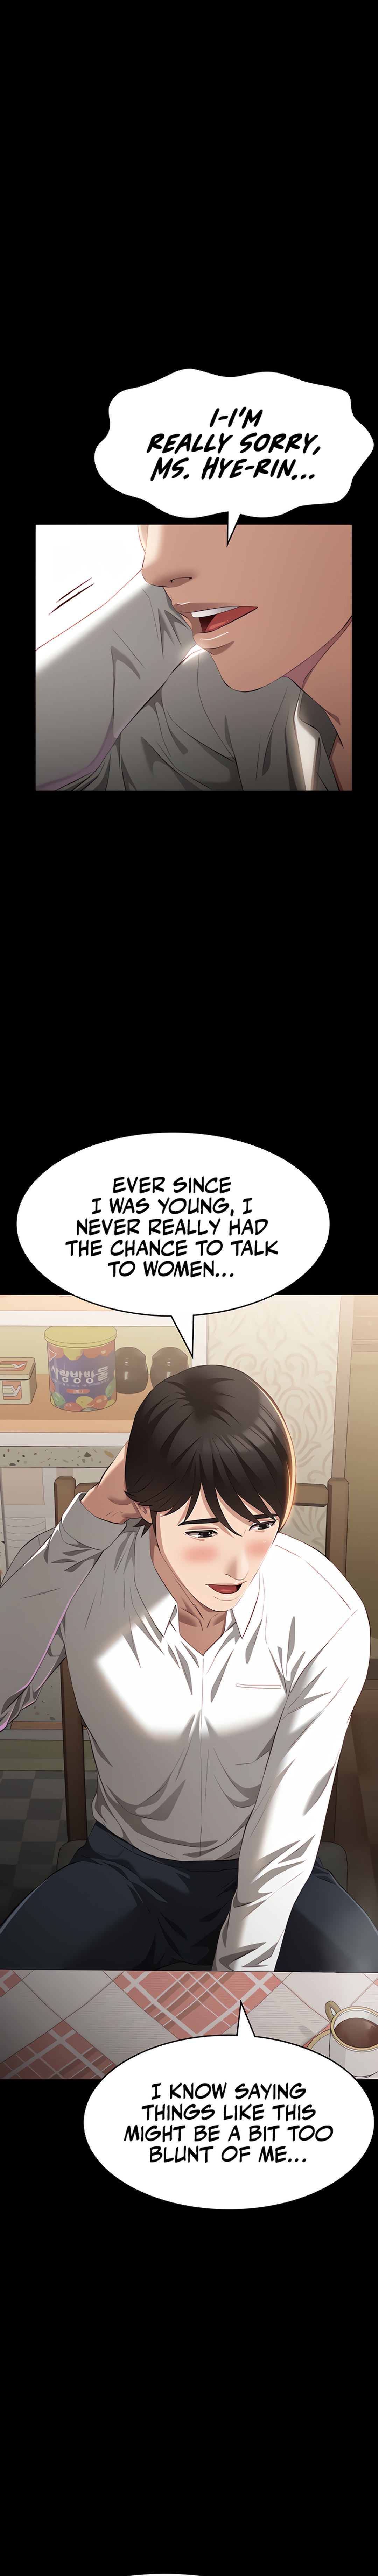 I-I'M
REALLY SORRY,
MS. HYE-RIN...
EVER SINCE
I WAS YOUNG, I
NEVER REALLY HAD
THE CHANCE TO TALK
TO WOMEN...
사랑방방울
I KNOW SAYING
THINGS LIKE THIS
MIGHT BE A BIT TOO
BLUNT OF ME...